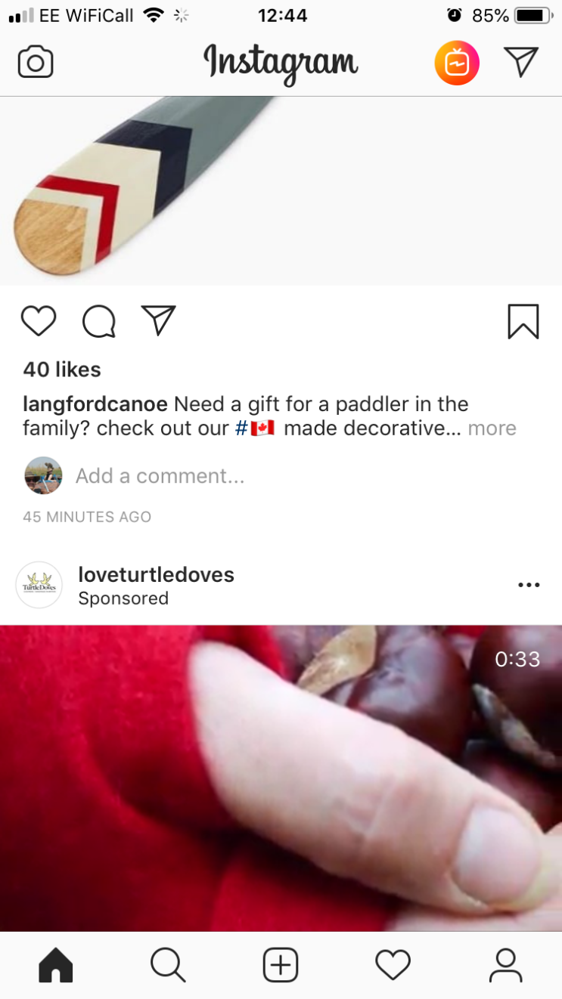 EE WiFiCall 12:44 85%
Instagram
40 likes
langfordcanoe Need a gift for a paddler in the
family? check out our #🇨🇦 made decorative... more
Add a comment...
45 MINUTES AGO
TurtleDoves
loveturtledoves
Sponsored
0:33